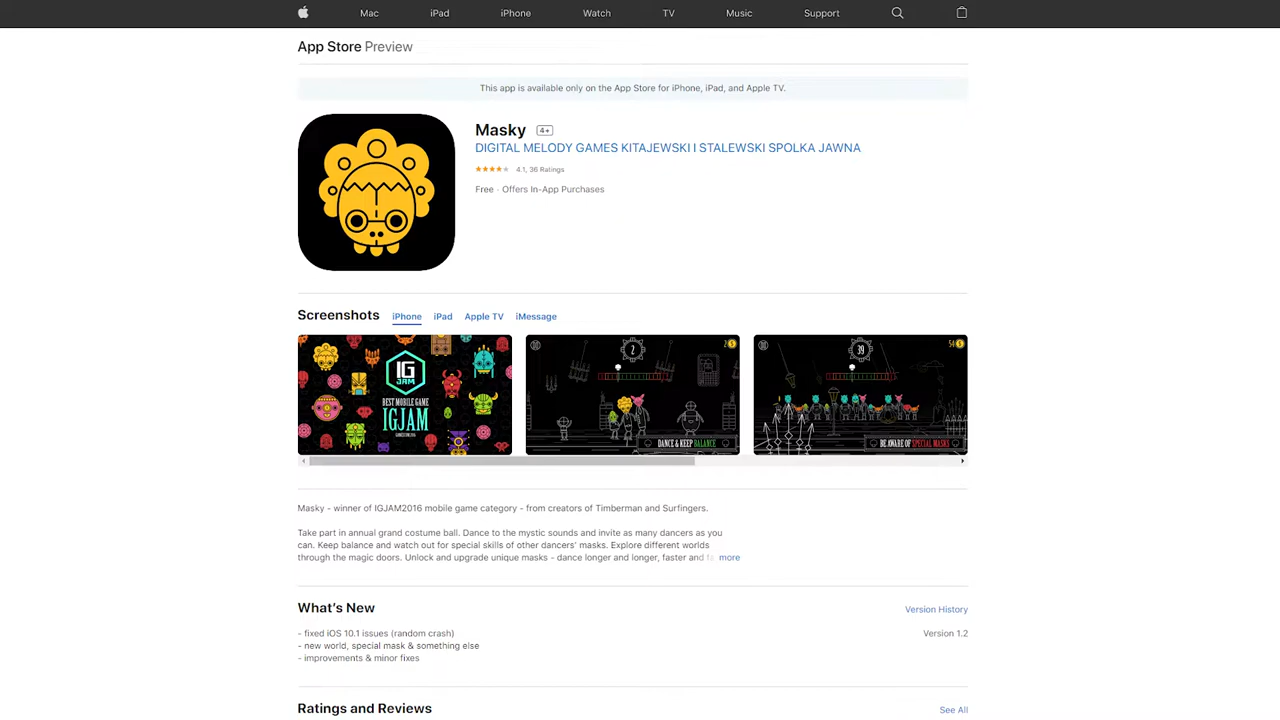 Mac
iPad
iPhone
Watch
TV
Music
Support
App Store Preview
This app is available only on the App Store for iPhone, iPad, and Apple TV.
Masky 4+
DIGITAL MELODY GAMES KITAJEWSKI I STALEWSKI SPOLKA JAWNA
4.1, 36 Ratings
Free · Offers In-App Purchases
Screenshots
iPhone
iPad
Apple TV
iMessage
IG
JAM
BEST MOBILE GAME
IGJAM
2
DANCE & KEEP BALANCE
39
54
BE AWARE OF SPECIAL MASKS
Masky - winner of IGJAM2016 mobile game category - from creators of Timberman and Surfingers.
Take part in annual grand costume ball. Dance to the mystic sounds and invite as many dancers as you
can. Keep balance and watch out for special skills of other dancers' masks. Explore different worlds
through the magic doors. Unlock and upgrade unique masks - dance longer and longer, faster and more
What's New
Version History
- fixed iOS 10.1 issues (random crash)
Version 1.2
- new world, special mask & something else
- improvements & minor fixes
Ratings and Reviews
See All